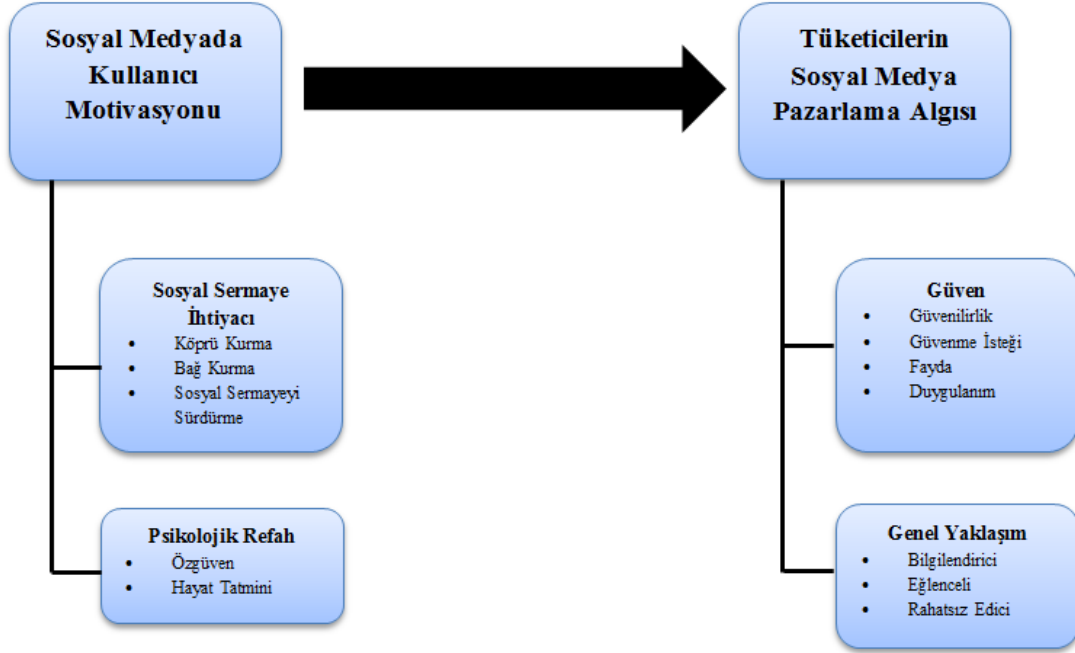 Sosyal Medyada
Kullanıcı
Motivasyonu
Tüketicilerin
Sosyal Medya
Pazarlama Algısı
Sosyal Sermaye
İhtiyacı
• Köprü Kurma
• Bağ Kurma
• Sosyal Sermayeyi
Sürdürme
Güven
• Güvenilirlik
• Güvenme İsteği
• Fayda
• Duygulanım
Psikolojik Refah
• Özgüven
• Hayat Tatmini
Genel Yaklaşım
• Bilgilendirici
• Eğlenceli
• Rahatsız Edici